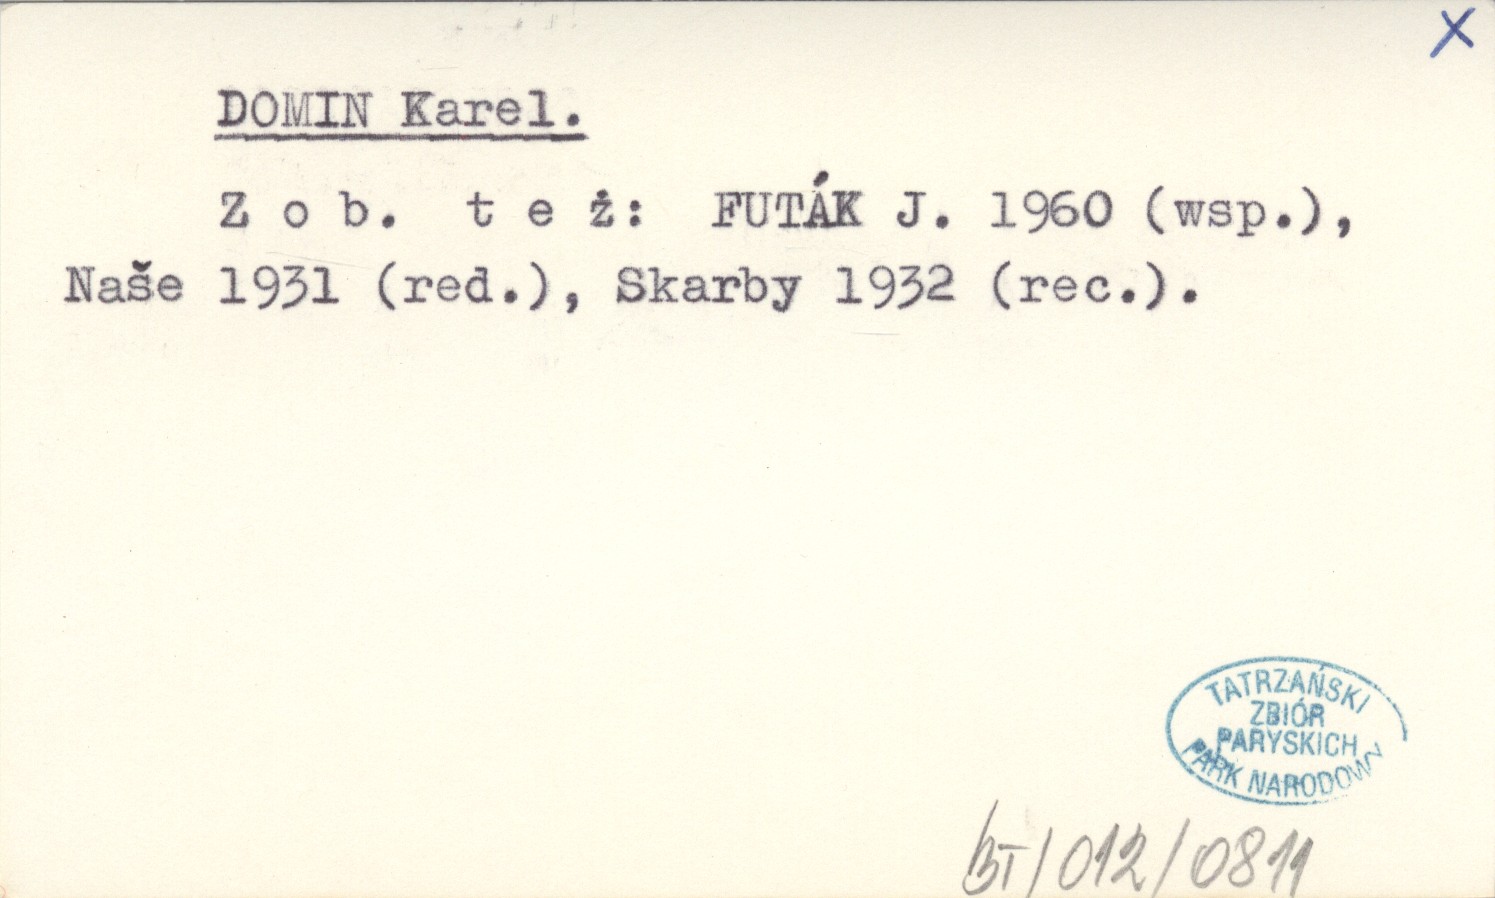 X
DOMIN Karel.
Z o b. t e ż: FUTÁK J. 1960 (wsp.),
Naše 1931 (red.), Skarby 1932 (rec.).
TATRZAŃSKI
ZBIÓR
PARYSKICH
PARK NARODOWY
BT/012/0811